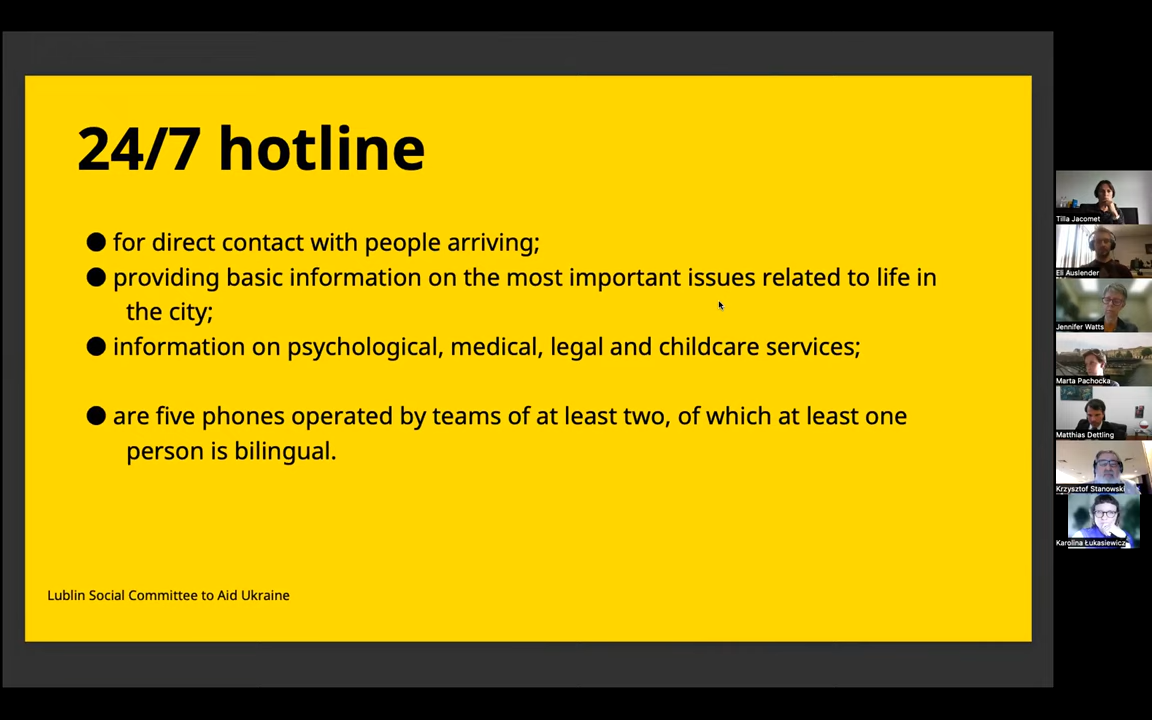 24/7 hotline
● for direct contact with people arriving;
● providing basic information on the most important issues related to life in
the city;
● information on psychological, medical, legal and childcare services;
● are five phones operated by teams of at least two, of which at least one
person is bilingual.
Lublin Social Committee to Aid Ukraine
Tilla Jacomet
Eli Auslender
Jennifer Watts
Marta Pachocka
Matthias Dettling
Krzysztof Stanowski
Karolina Łukasiewicz